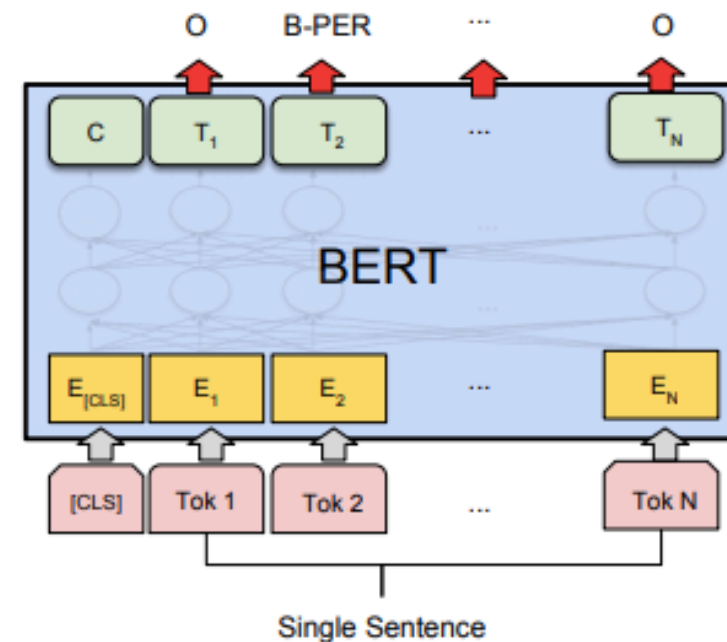 O B-PER ... O
C T1 T2 ... TN
...
BERT
...
E[CLS] E1 E2 ... EN
[CLS] Tok 1 Tok 2 ... Tok N
Single Sentence